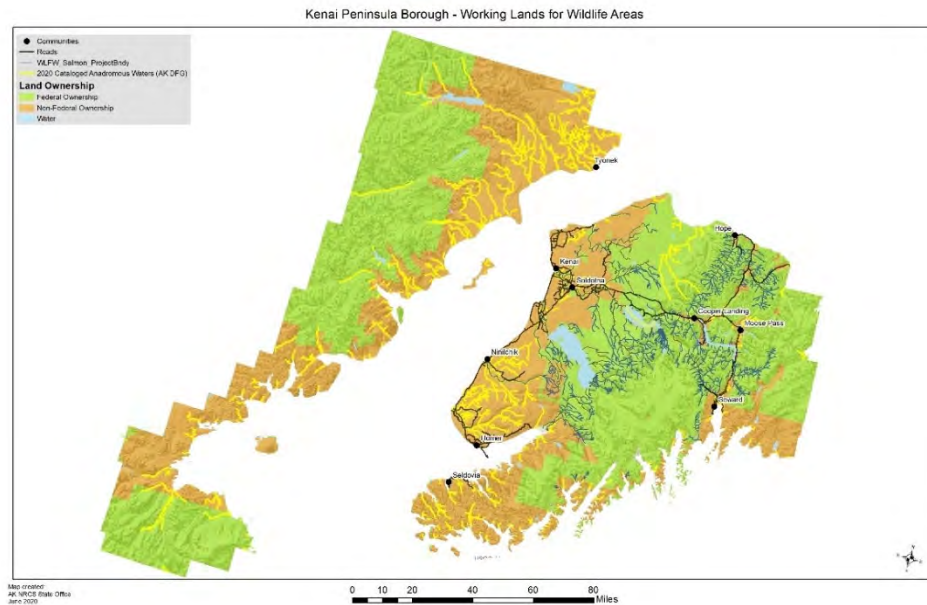 Kenai Peninsula Borough - Working Lands for Wildlife Areas
Communities
Roads
WLFW_Salmon_ProjectBndy
2020 Cataloged Anadromous Waters (AK DFG)
Land Ownership
Federal Ownership
Non-Federal Ownership
Water
Tyonek
Hope
Kenai
Soldotna
Cooper Landing
Moose Pass
Ninilchik
Seward
Homer
Seldovia
Map created
AK NRCS State Office
June 2020
0 10 20 40 60 80
Miles